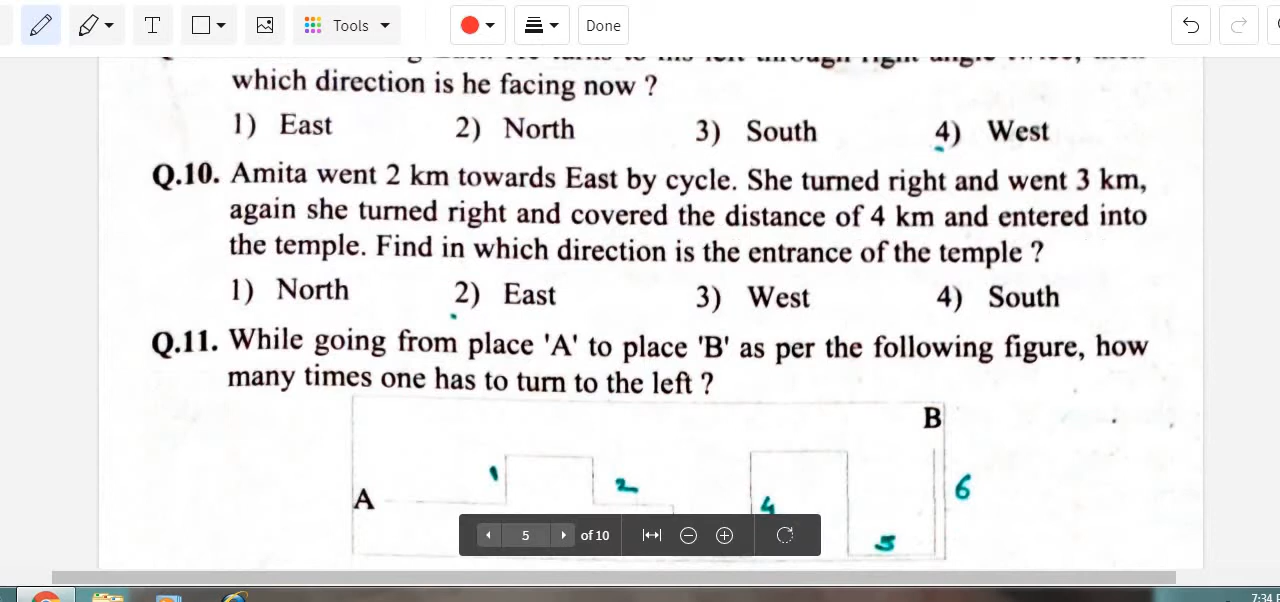 T
Tools
Done
which direction is he facing now ?
1) East 2) North 3) South 4) West
Q.10. Amita went 2 km towards East by cycle. She turned right and went 3 km,
again she turned right and covered the distance of 4 km and entered into
the temple. Find in which direction is the entrance of the temple ?
1) North 2) East 3) West 4) South
Q.11. While going from place 'A' to place 'B' as per the following figure, how
many times one has to turn to the left ?
B
1
2
A
4
6
5 of 10
5
7:34